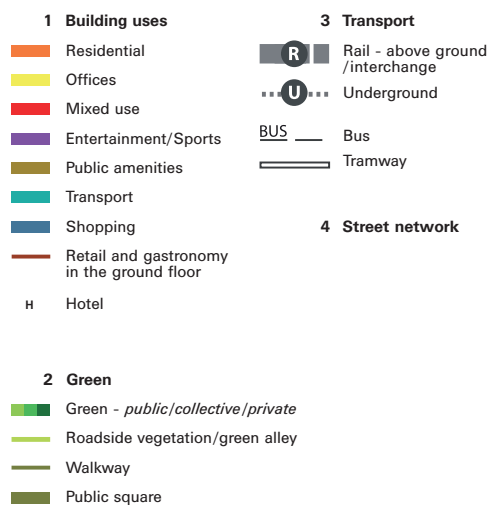 1 Building uses
Residential
Offices
Mixed use
Entertainment/Sports
Public amenities
Transport
Shopping
Retail and gastronomy
in the ground floor
H Hotel
2 Green
Green - public/collective/private
Roadside vegetation/green alley
Walkway
Public square
3 Transport
R Rail - above ground
/interchange
U Underground
BUS Bus
Tramway
4 Street network